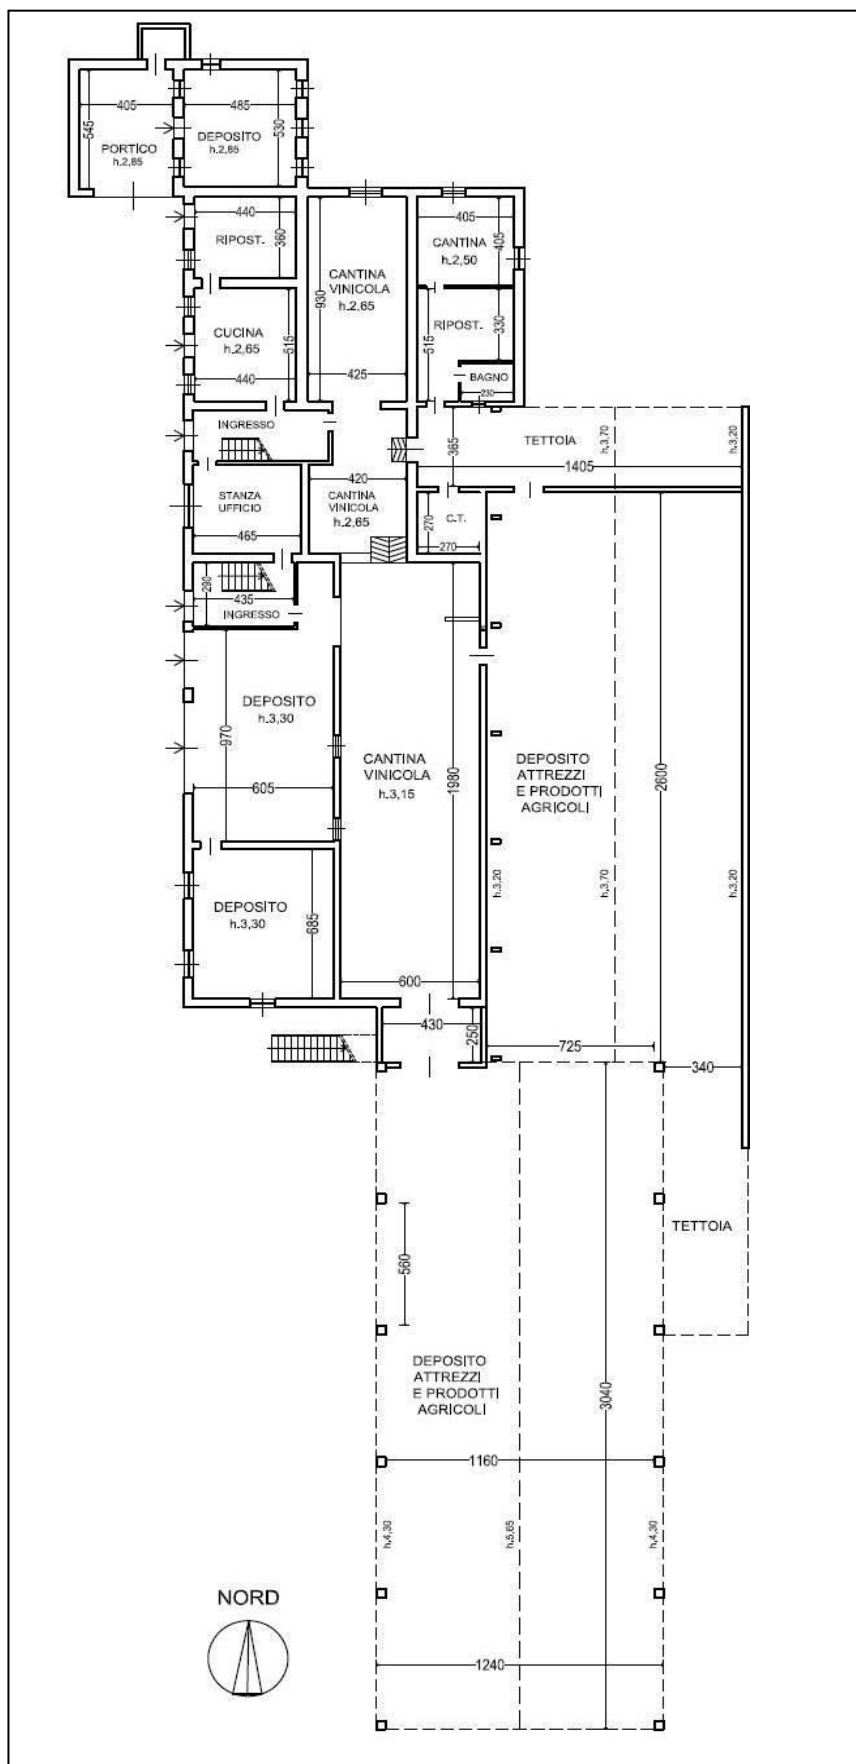 405
485
545
530
PORTICO
h.2,85
DEPOSITO
h.2,85
440
360
RIPOST.
405
405
CANTINA
h.2,50
CANTINA
VINICOLA
h.2,65
930
425
CUCINA
h.2,65
515
440
RIPOST.
330
515
BAGNO
230
INGRESSO
365
TETTOIA
h.3,70
h.3,20
1405
STANZA
UFFICIO
465
420
CANTINA
VINICOLA
h.2,65
C.T.
270
270
290
435
INGRESSO
DEPOSITO
h.3,30
970
605
CANTINA
VINICOLA
h.3,15
1980
DEPOSITO
ATTREZZI
E PRODOTTI
AGRICOLI
2600
h.3,20
h.3,70
h.3,20
DEPOSITO
h.3,30
685
600
430
250
725
340
TETTOIA
560
DEPOSITO
ATTREZZI
E PRODOTTI
AGRICOLI
3040
1160
h.4,30
h.5,65
h.4,30
NORD
1240